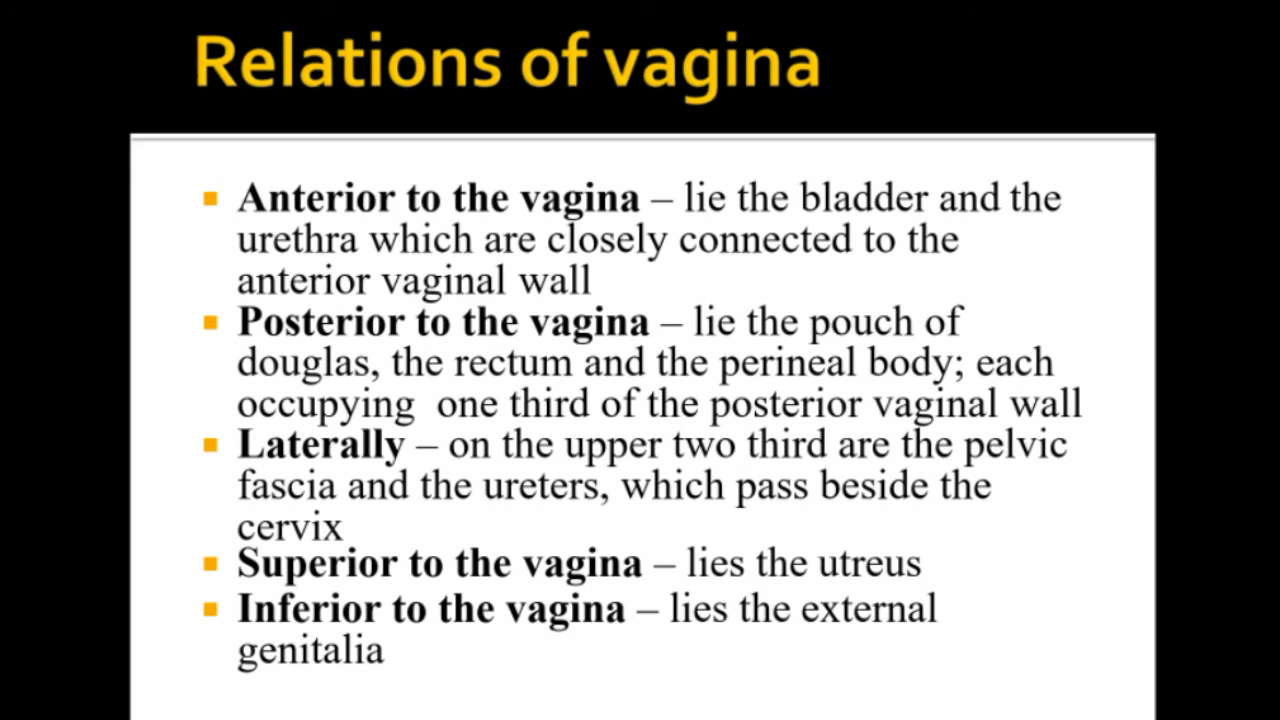 Relations of vagina
▪ Anterior to the vagina – lie the bladder and the
urethra which are closely connected to the
anterior vaginal wall
▪ Posterior to the vagina – lie the pouch of
douglas, the rectum and the perineal body; each
occupying  one third of the posterior vaginal wall
▪ Laterally – on the upper two third are the pelvic
fascia and the ureters, which pass beside the
cervix
▪ Superior to the vagina – lies the utreus
▪ Inferior to the vagina – lies the external
genitalia